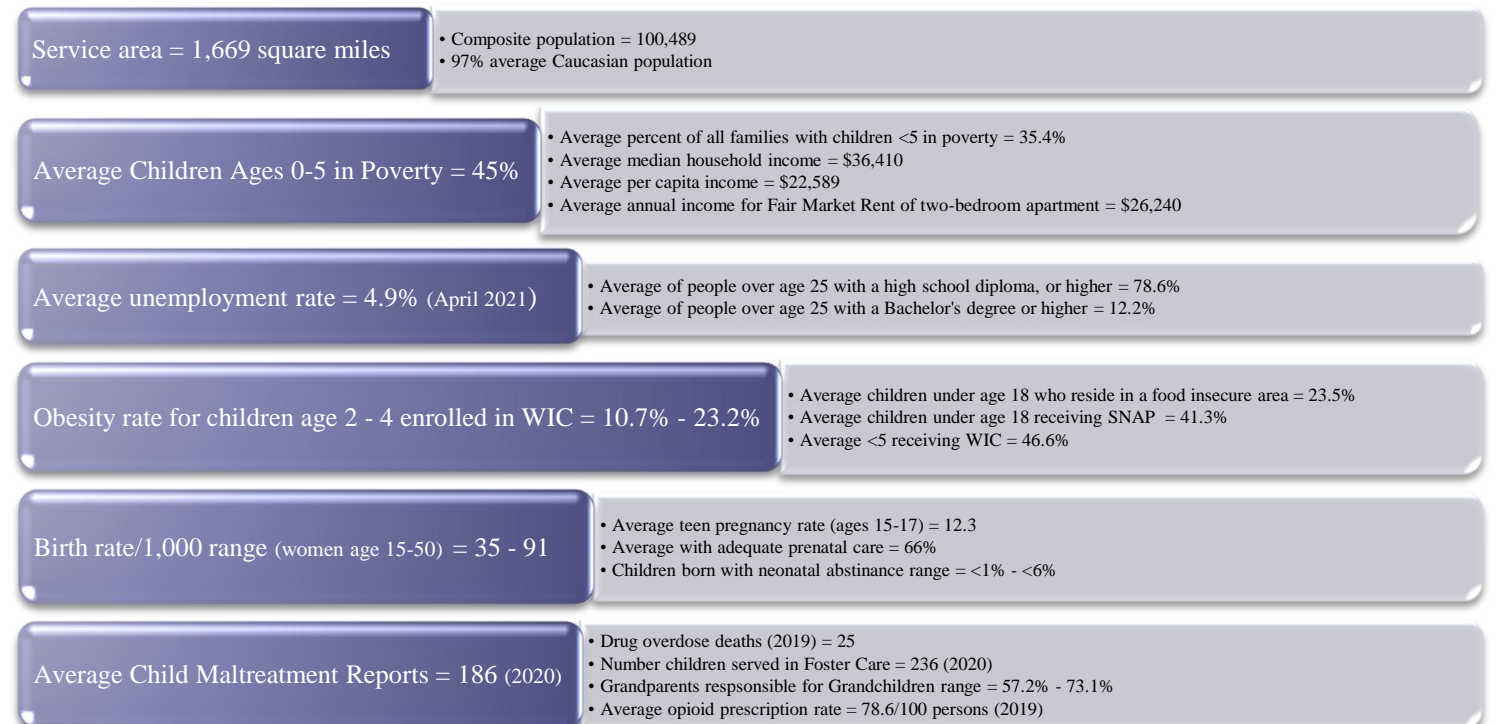 Service area = 1,669 square miles
• Composite population = 100,489
• 97% average Caucasian population
Average Children Ages 0-5 in Poverty = 45%
• Average percent of all families with children <5 in poverty = 35.4%
• Average median household income = $36,410
• Average per capita income = $22,589
• Average annual income for Fair Market Rent of two-bedroom apartment = $26,240
Average unemployment rate = 4.9% (April 2021)
• Average of people over age 25 with a high school diploma, or higher = 78.6%
• Average of people over age 25 with a Bachelor's degree or higher = 12.2%
Obesity rate for children age 2 - 4 enrolled in WIC = 10.7% - 23.2%
• Average children under age 18 who reside in a food insecure area = 23.5%
• Average children under age 18 receiving SNAP = 41.3%
• Average <5 receiving WIC = 46.6%
Birth rate/1,000 range (women age 15-50) = 35 - 91
• Average teen pregnancy rate (ages 15-17) = 12.3
• Average with adequate prenatal care = 66%
• Children born with neonatal abstinance range = <1% - <6%
Average Child Maltreatment Reports = 186 (2020)
• Drug overdose deaths (2019) = 25
• Number children served in Foster Care = 236 (2020)
• Grandparents respsonsible for Grandchildren range = 57.2% - 73.1%
• Average opioid prescription rate = 78.6/100 persons (2019)